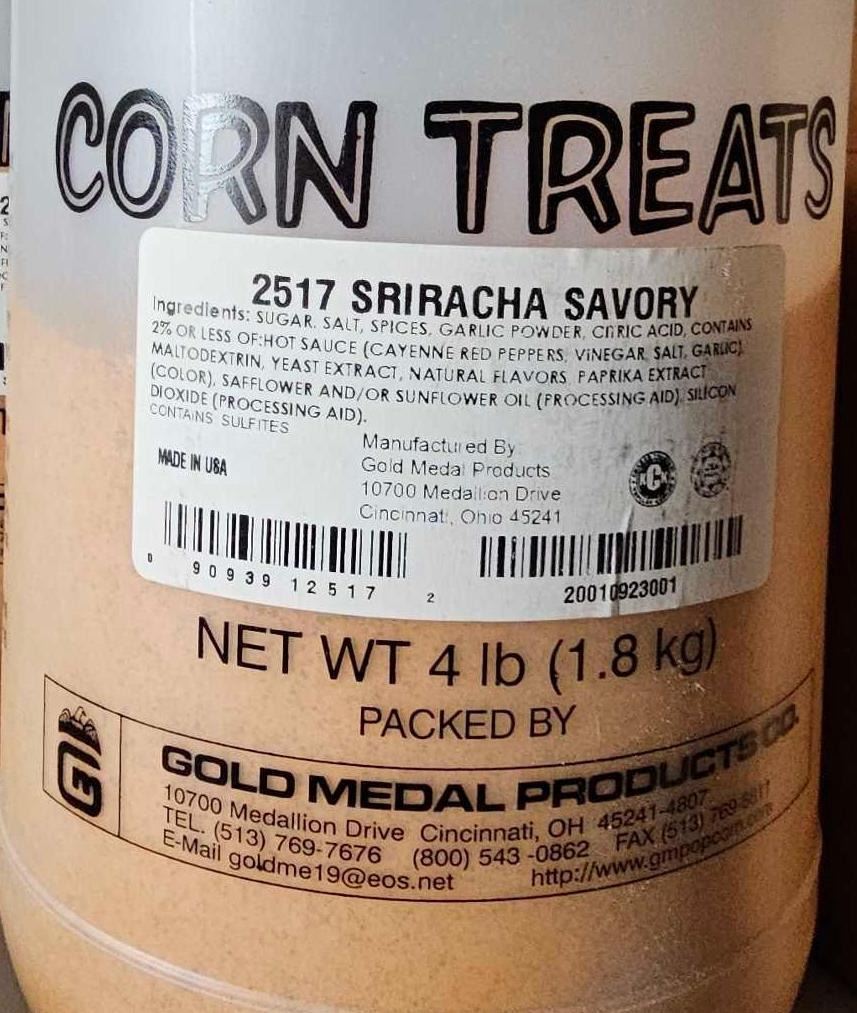 CORN TREATS
2517 SRIRACHA SAVORY
Ingredients: SUGAR, SALT, SPICES, GARLIC POWDER, CITRIC ACID, CONTAINS
2% OR LESS OF:HOT SAUCE (CAYENNE RED PEPPERS, VINEGAR, SALT, GARLIC),
MALTODEXTRIN, YEAST EXTRACT, NATURAL FLAVORS, PAPRIKA EXTRACT
(COLOR), SAFFLOWER AND/OR SUNFLOWER OIL (PROCESSING AID), SILICON
DIOXIDE (PROCESSING AID).
CONTAINS SULFITES
MADE IN USA
Manufactured By
Gold Medal Products
10700 Medallion Drive
Cincinnati, Ohio 45241
0 90939 12517 2
20010923001
NET WT 4 lb (1.8 kg)
PACKED BY
GM
GOLD MEDAL PRODUCTS CO.
10700 Medallion Drive Cincinnati, OH 45241-4807
TEL. (513) 769-7676 (800) 543-0862 FAX (513)
E-Mail goldme19@eos.net http://www.gmpopcorn.com